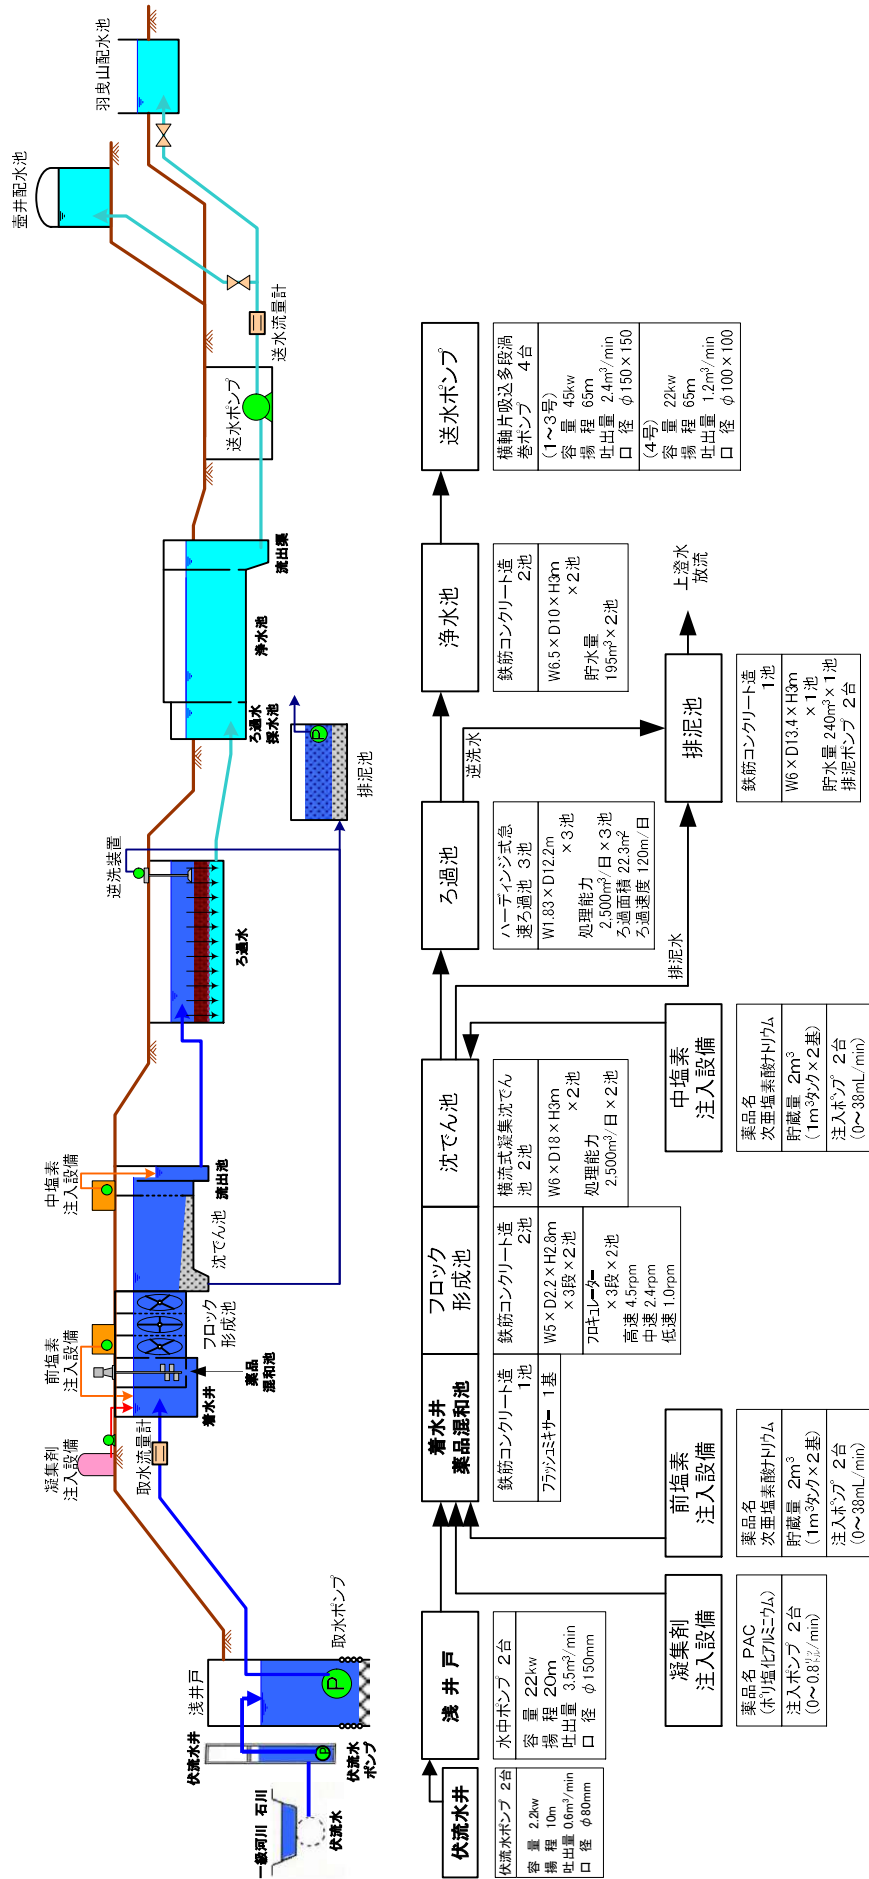 一級河川 石川
伏流水
伏流水井
伏流水
ポンプ
浅井戸
取水ポンプ
取水流量計
凝集剤
注入設備
前塩素
注入設備
着水井
薬品
混和池
フロック
形成池
中塩素
注入設備
沈でん池
流出池
逆洗装置
ろ過水
排泥池
ろ過水
採水池
浄水池
流出渠
送水ポンプ
送水流量計
壺井配水池
羽曳山配水池
P
P
P
伏流水井
伏流水ポンプ 2台
容 量 2.2kw
揚 程 10m
吐出量 0.6m³/min
口 径 φ80mm
浅 井 戸
水中ポンプ 2台
容 量 22kw
揚 程 20m
吐出量 3.5m³/min
口 径 φ150mm
着水井
薬品混和池
鉄筋コンクリート造
1池
フラッシュミキサー 1基
フロック
形成池
鉄筋コンクリート造
2池
W5×D2.2×H2.8m
×3段×2池
フロキュレーター
×3段×2池
高速 4.5rpm
中速 2.4rpm
低速 1.0rpm
沈でん池
横流式凝集沈でん
池 2池
W6×D18×H3m
×2池
処理能力
2,500m³/日×2池
ろ過池
ハーディンジ式急
速ろ過池 3池
W1.83×D12.2m
×3池
処理能力
2,500m³/日×3池
ろ過面積 22.3m²
ろ過速度 120m/日
浄水池
鉄筋コンクリート造
2池
W6.5×D10×H3m
×2池
貯水量
195m³×2池
送水ポンプ
横軸片吸込多段渦
巻ポンプ 4台
(1～3号)
容 量 45kw
揚 程 65m
吐出量 2.4m³/min
口 径 φ150×150
(4号)
容 量 22kw
揚 程 65m
吐出量 1.2m³/min
口 径 φ100×100
逆洗水
排泥水
排泥池
上澄水
放流
鉄筋コンクリート造
1池
W6×D13.4×H3m
×1池
貯水量 240m³×1池
排泥ポンプ 2台
凝集剤
注入設備
薬品名 PAC
(ポリ塩化アルミニウム)
注入ポンプ 2台
(0～0.8㍑/min)
前塩素
注入設備
薬品名
次亜塩素酸ナトリウム
貯蔵量 2m³
(1m³タンク×2基)
注入ポンプ 2台
(0～38mL/min)
中塩素
注入設備
薬品名
次亜塩素酸ナトリウム
貯蔵量 2m³
(1m³タンク×2基)
注入ポンプ 2台
(0～38mL/min)